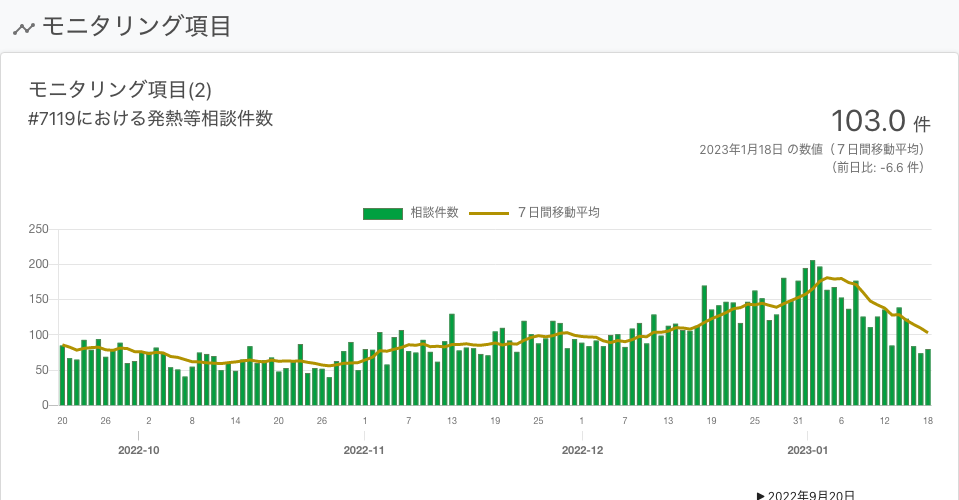 モニタリング項目
モニタリング項目(2)
#7119における発熱等相談件数
103.0 件
2023年1月18日 の数値（７日間移動平均）
（前日比: -6.6 件）
相談件数 ７日間移動平均
250
200
150
100
50
0
20 26 2 8 14 20 26 1 7 13 19 25 1 7 13 19 25 31 6 12 18
2022-10 2022-11 2022-12 2023-01
▶ 2022年9月20日